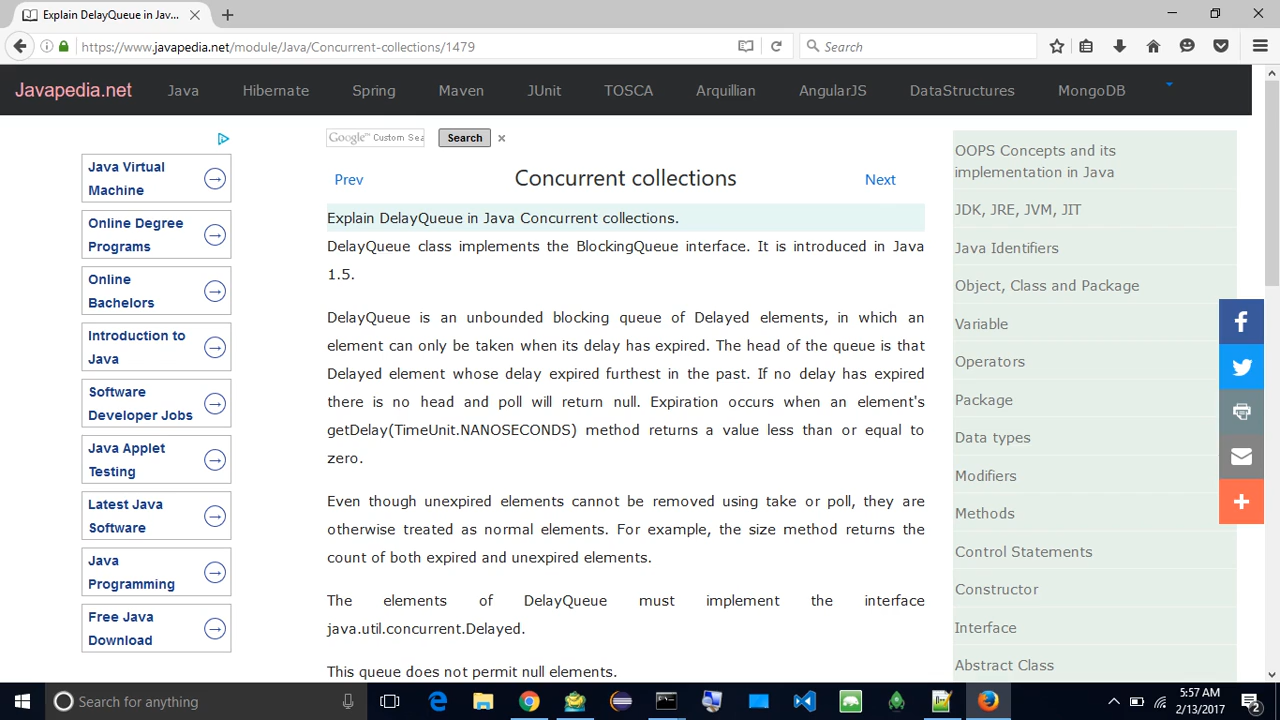 Explain DelayQueue in Jav...
https://www.javapedia.net/module/Java/Concurrent-collections/1479
Search
Javapedia.net Java Hibernate Spring Maven JUnit TOSCA Arquillian AngularJS DataStructures MongoDB
Google™ Custom Sea Search ×
Prev Concurrent collections Next
Explain DelayQueue in Java Concurrent collections.
DelayQueue class implements the BlockingQueue interface. It is introduced in Java
1.5.
DelayQueue is an unbounded blocking queue of Delayed elements, in which an
element can only be taken when its delay has expired. The head of the queue is that
Delayed element whose delay expired furthest in the past. If no delay has expired
there is no head and poll will return null. Expiration occurs when an element's
getDelay(TimeUnit.NANOSECONDS) method returns a value less than or equal to
zero.
Even though unexpired elements cannot be removed using take or poll, they are
otherwise treated as normal elements. For example, the size method returns the
count of both expired and unexpired elements.
The elements of DelayQueue must implement the interface
java.util.concurrent.Delayed.
This queue does not permit null elements.
Java Virtual
Machine
Online Degree
Programs
Online
Bachelors
Introduction to
Java
Software
Developer Jobs
Java Applet
Testing
Latest Java
Software
Java
Programming
Free Java
Download
OOPS Concepts and its
implementation in Java
JDK, JRE, JVM, JIT
Java Identifiers
Object, Class and Package
Variable
Operators
Package
Data types
Modifiers
Methods
Control Statements
Constructor
Interface
Abstract Class
Search for anything
5:57 AM
2/13/2017
2